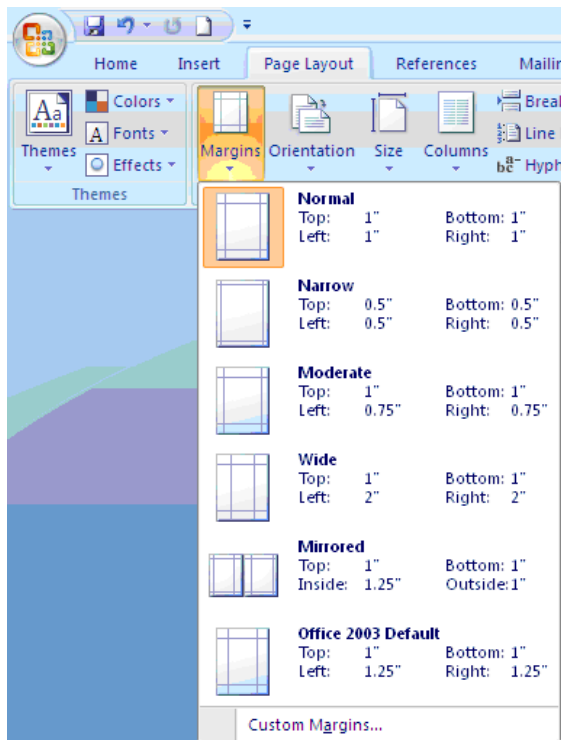 Home Insert Page Layout References Mailin
Aa Colors
A Fonts
Effects
Themes
Themes
Margins Orientation Size Columns
Break
Line
Hyph
Normal
Top: 1" Bottom: 1"
Left: 1" Right: 1"
Narrow
Top: 0.5" Bottom: 0.5"
Left: 0.5" Right: 0.5"
Moderate
Top: 1" Bottom: 1"
Left: 0.75" Right: 0.75"
Wide
Top: 1" Bottom: 1"
Left: 2" Right: 2"
Mirrored
Top: 1" Bottom: 1"
Inside: 1.25" Outside: 1"
Office 2003 Default
Top: 1" Bottom: 1"
Left: 1.25" Right: 1.25"
Custom Margins...